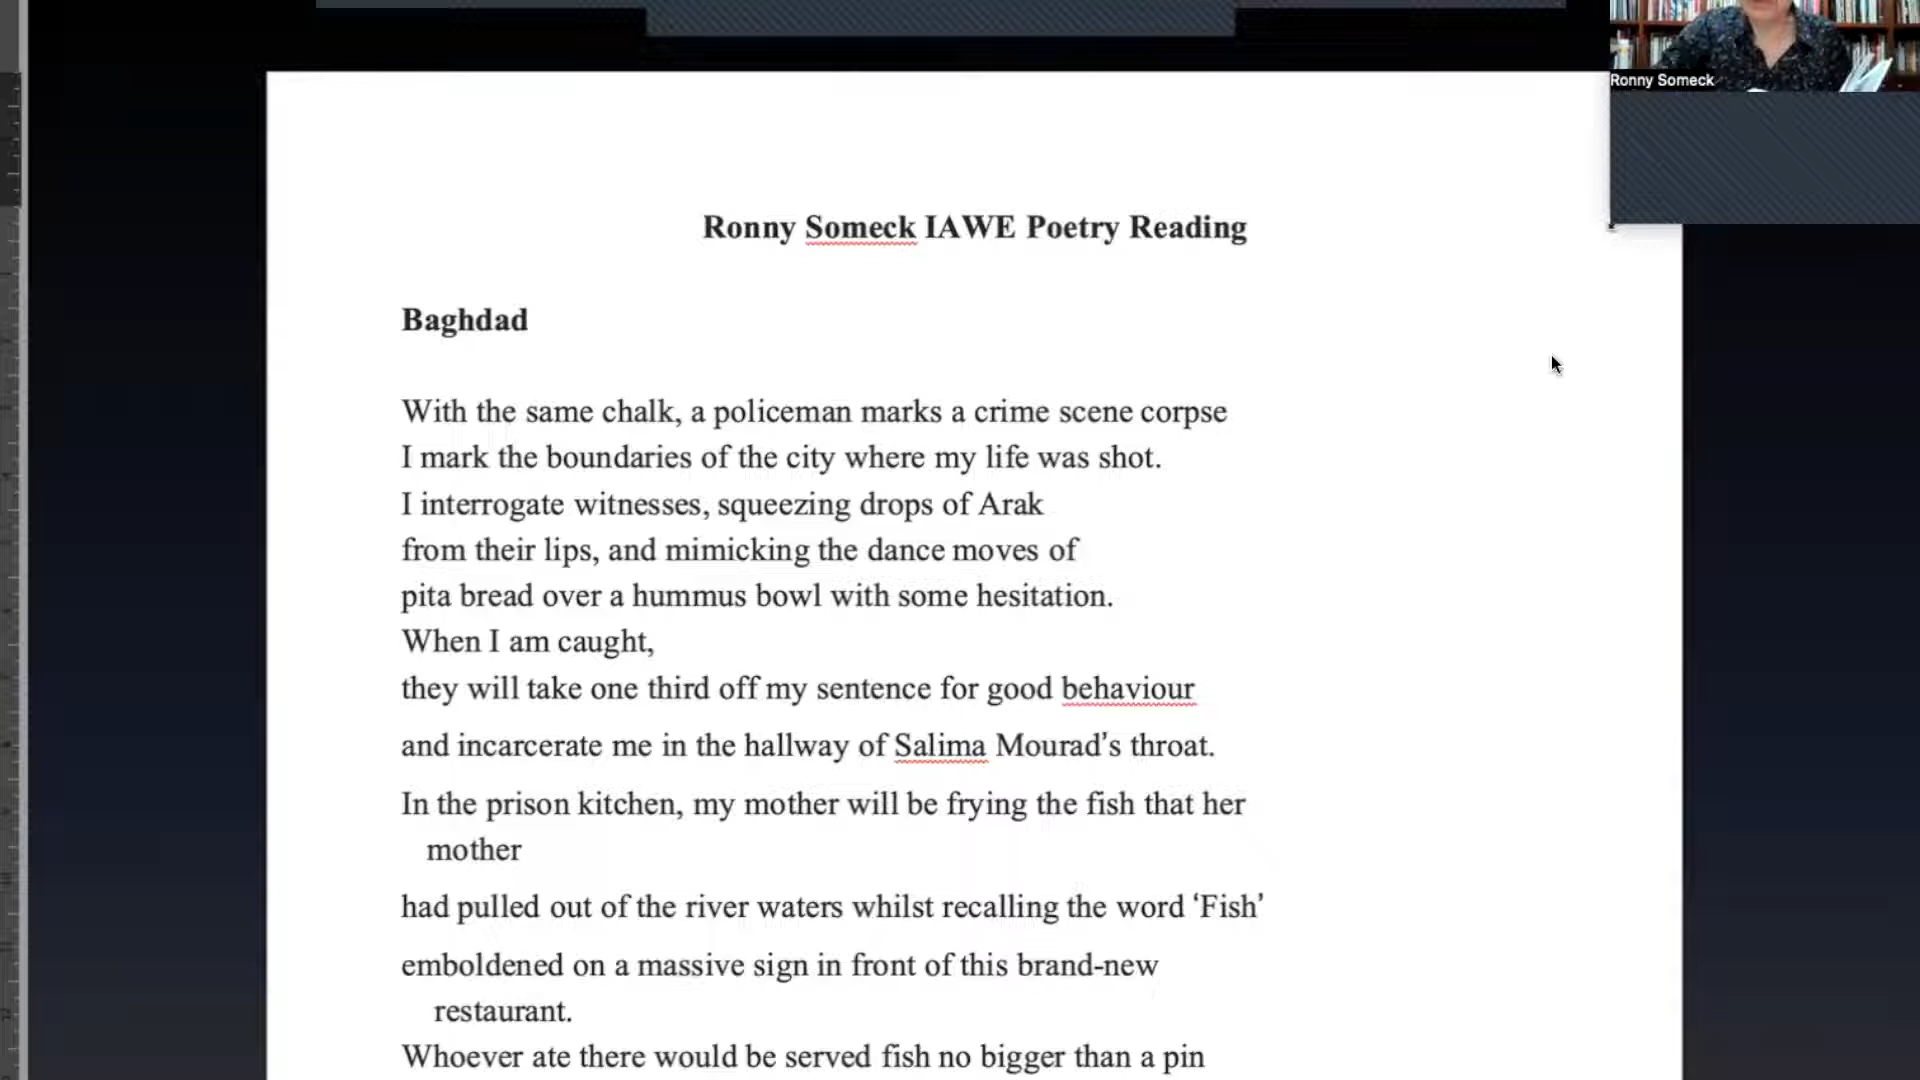 Ronny Someck
Ronny Someck IAWE Poetry Reading
Baghdad
With the same chalk, a policeman marks a crime scene corpse
I mark the boundaries of the city where my life was shot.
I interrogate witnesses, squeezing drops of Arak
from their lips, and mimicking the dance moves of
pita bread over a hummus bowl with some hesitation.
When I am caught,
they will take one third off my sentence for good behaviour
and incarcerate me in the hallway of Salima Mourad’s throat.
In the prison kitchen, my mother will be frying the fish that her
mother
had pulled out of the river waters whilst recalling the word ‘Fish’
emboldened on a massive sign in front of this brand-new
restaurant.
Whoever ate there would be served fish no bigger than a pin